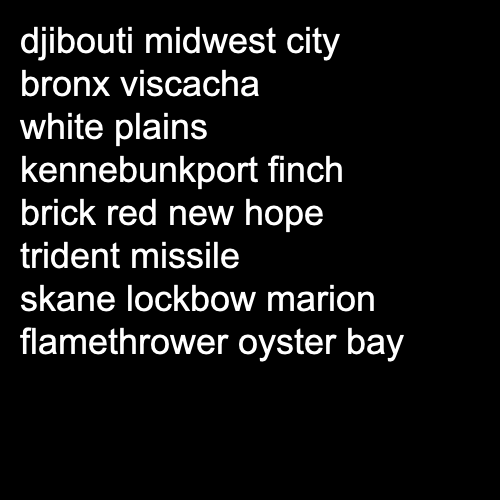 djibouti midwest city
bronx viscacha
white plains
kennebunkport finch
brick red new hope
trident missile
skane lockbow marion
flamethrower oyster bay